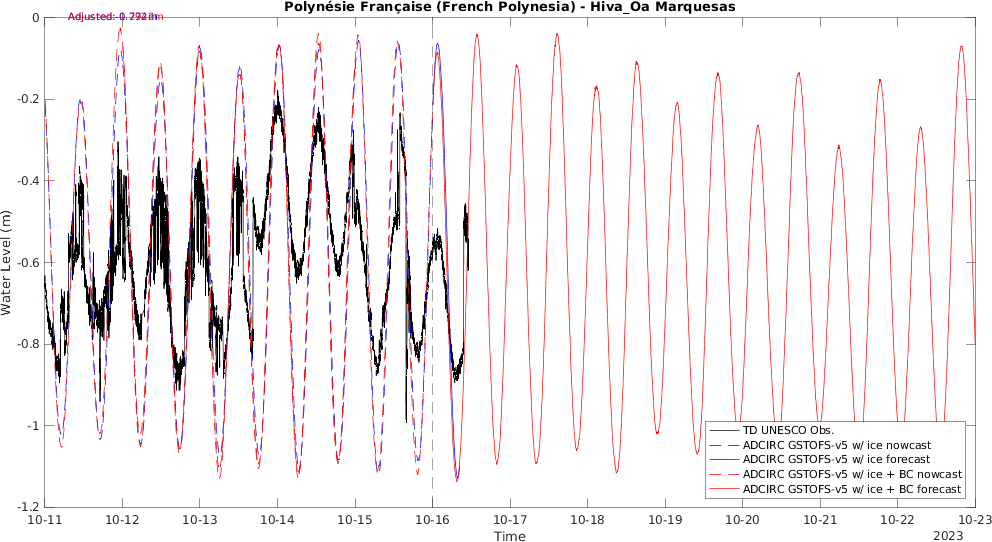 Polynésie Française (French Polynesia) - Hiva_Oa Marquesas
Adjusted:
0
-0.2
-0.4
-0.6
-0.8
-1
-1.2
Water Level (m)
TD UNESCO Obs.
ADCIRC GSTOFS-v5 w/ ice nowcast
ADCIRC GSTOFS-v5 w/ ice forecast
ADCIRC GSTOFS-v5 w/ ice + BC nowcast
ADCIRC GSTOFS-v5 w/ ice + BC forecast
10-11 10-12 10-13 10-14 10-15 10-16 10-17 10-18 10-19 10-20 10-21 10-22 10-23
Time
2023